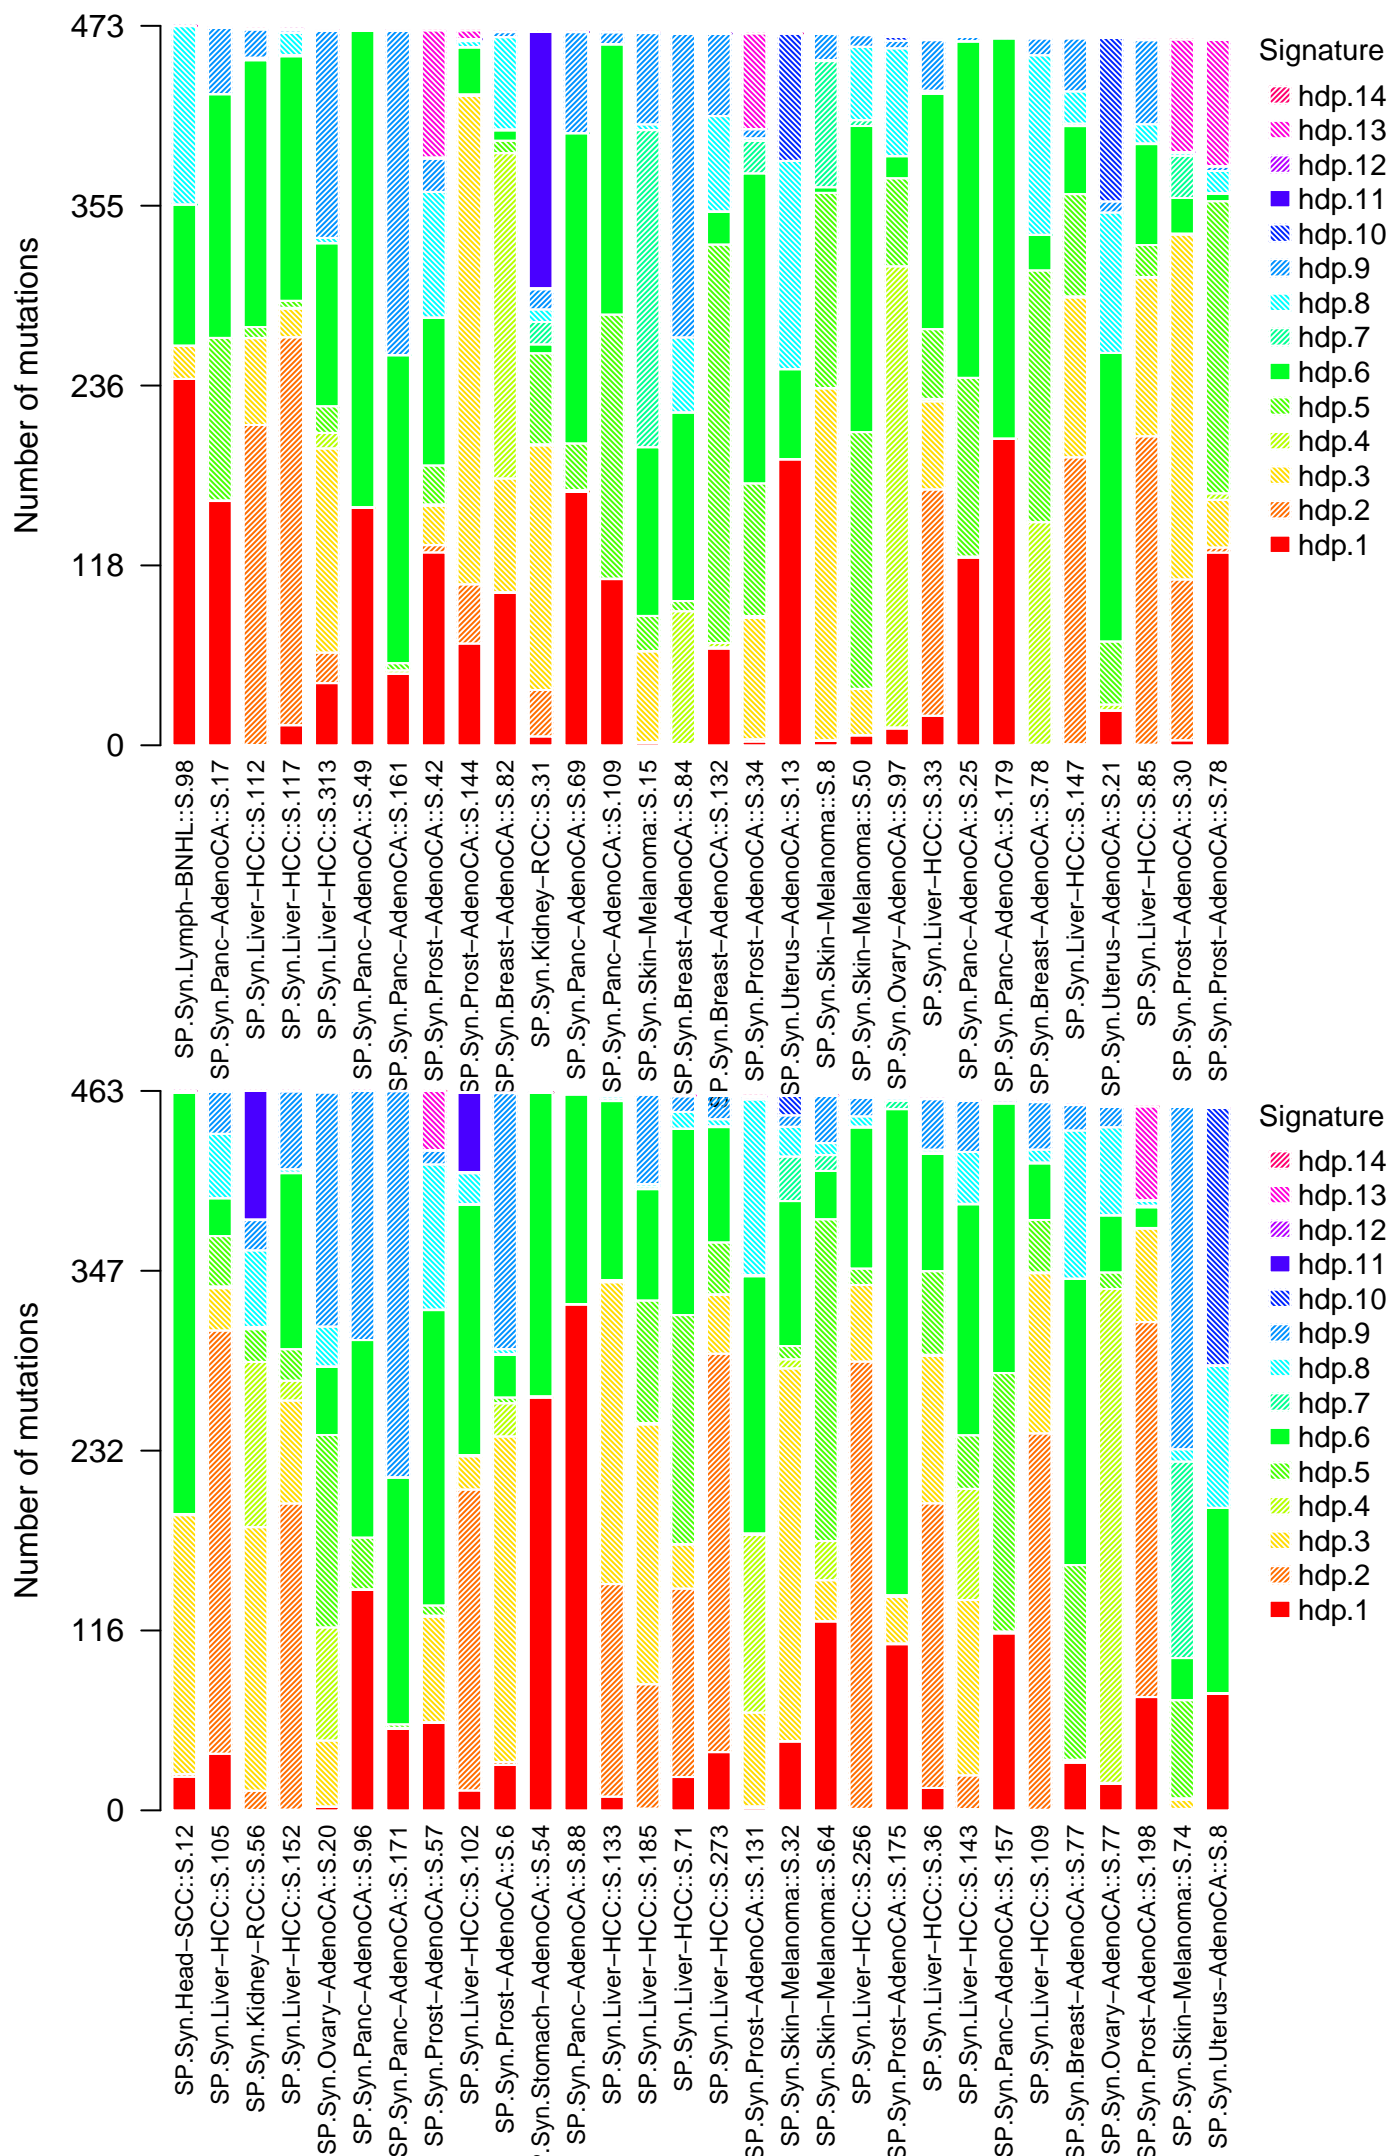 473
355
236
118
0
Number of mutations
Signature
hdp.14
hdp.13
hdp.12
hdp.11
hdp.10
hdp.9
hdp.8
hdp.7
hdp.6
hdp.5
hdp.4
hdp.3
hdp.2
hdp.1
SP.Syn.Lymph−BNHL::S.98
SP.Syn.Panc−AdenoCA::S.17
SP.Syn.Liver−HCC::S.112
SP.Syn.Liver−HCC::S.117
SP.Syn.Liver−HCC::S.313
SP.Syn.Panc−AdenoCA::S.49
SP.Syn.Panc−AdenoCA::S.161
SP.Syn.Prost−AdenoCA::S.42
SP.Syn.Prost−AdenoCA::S.144
SP.Syn.Breast−AdenoCA::S.82
SP.Syn.Kidney−RCC::S.31
SP.Syn.Panc−AdenoCA::S.69
SP.Syn.Panc−AdenoCA::S.109
SP.Syn.Skin−Melanoma::S.15
SP.Syn.Breast−AdenoCA::S.84
SP.Syn.Breast−AdenoCA::S.132
SP.Syn.Prost−AdenoCA::S.34
SP.Syn.Uterus−AdenoCA::S.13
SP.Syn.Skin−Melanoma::S.8
SP.Syn.Skin−Melanoma::S.50
SP.Syn.Ovary−AdenoCA::S.97
SP.Syn.Liver−HCC::S.33
SP.Syn.Panc−AdenoCA::S.25
SP.Syn.Panc−AdenoCA::S.179
SP.Syn.Breast−AdenoCA::S.78
SP.Syn.Liver−HCC::S.147
SP.Syn.Uterus−AdenoCA::S.21
SP.Syn.Liver−HCC::S.85
SP.Syn.Prost−AdenoCA::S.30
SP.Syn.Prost−AdenoCA::S.78
463
347
232
116
0
Number of mutations
Signature
hdp.14
hdp.13
hdp.12
hdp.11
hdp.10
hdp.9
hdp.8
hdp.7
hdp.6
hdp.5
hdp.4
hdp.3
hdp.2
hdp.1
SP.Syn.Head−SCC::S.12
SP.Syn.Liver−HCC::S.105
SP.Syn.Kidney−RCC::S.56
SP.Syn.Liver−HCC::S.152
SP.Syn.Ovary−AdenoCA::S.20
SP.Syn.Panc−AdenoCA::S.96
SP.Syn.Panc−AdenoCA::S.171
SP.Syn.Prost−AdenoCA::S.57
SP.Syn.Liver−HCC::S.102
SP.Syn.Prost−AdenoCA::S.6
.Syn.Stomach−AdenoCA::S.54
SP.Syn.Panc−AdenoCA::S.88
SP.Syn.Liver−HCC::S.133
SP.Syn.Liver−HCC::S.185
SP.Syn.Liver−HCC::S.71
SP.Syn.Liver−HCC::S.273
SP.Syn.Prost−AdenoCA::S.131
SP.Syn.Skin−Melanoma::S.32
SP.Syn.Skin−Melanoma::S.64
SP.Syn.Liver−HCC::S.256
SP.Syn.Prost−AdenoCA::S.175
SP.Syn.Liver−HCC::S.36
SP.Syn.Liver−HCC::S.143
SP.Syn.Panc−AdenoCA::S.157
SP.Syn.Liver−HCC::S.109
SP.Syn.Breast−AdenoCA::S.77
SP.Syn.Ovary−AdenoCA::S.77
SP.Syn.Prost−AdenoCA::S.198
SP.Syn.Skin−Melanoma::S.74
SP.Syn.Uterus−AdenoCA::S.8